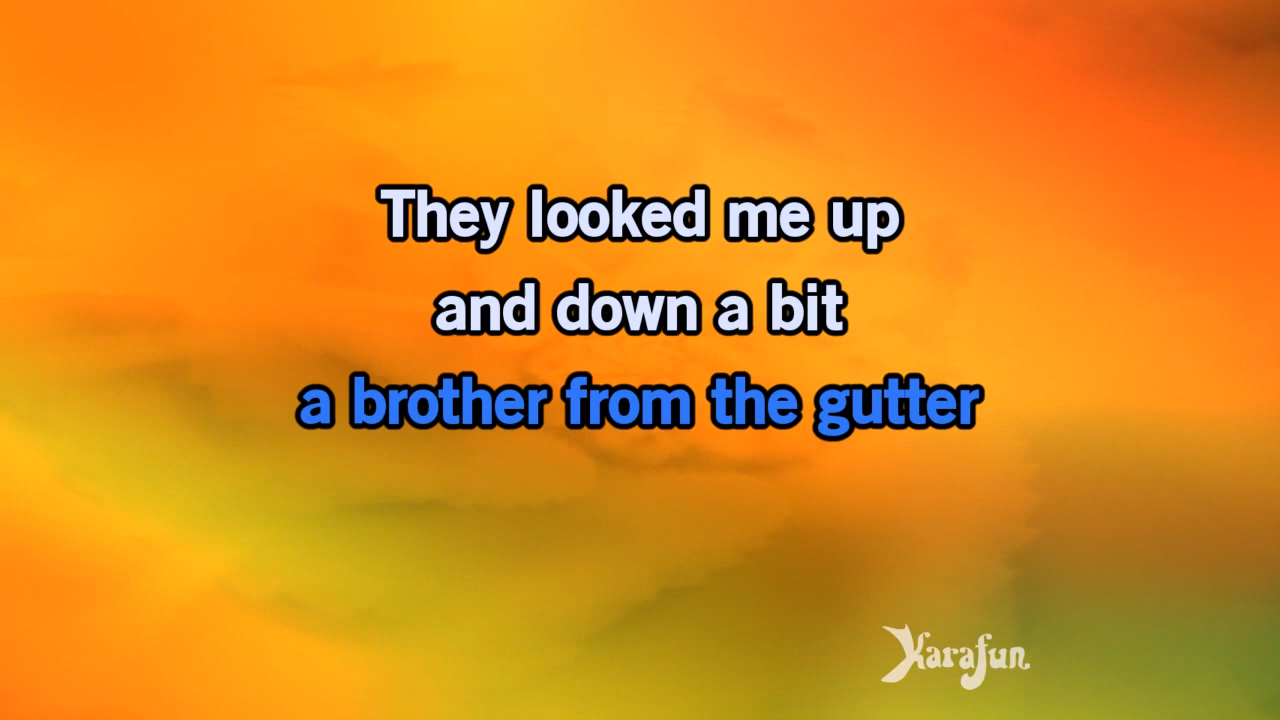 They looked me up
and down a bit
a brother from the gutter
Karafun